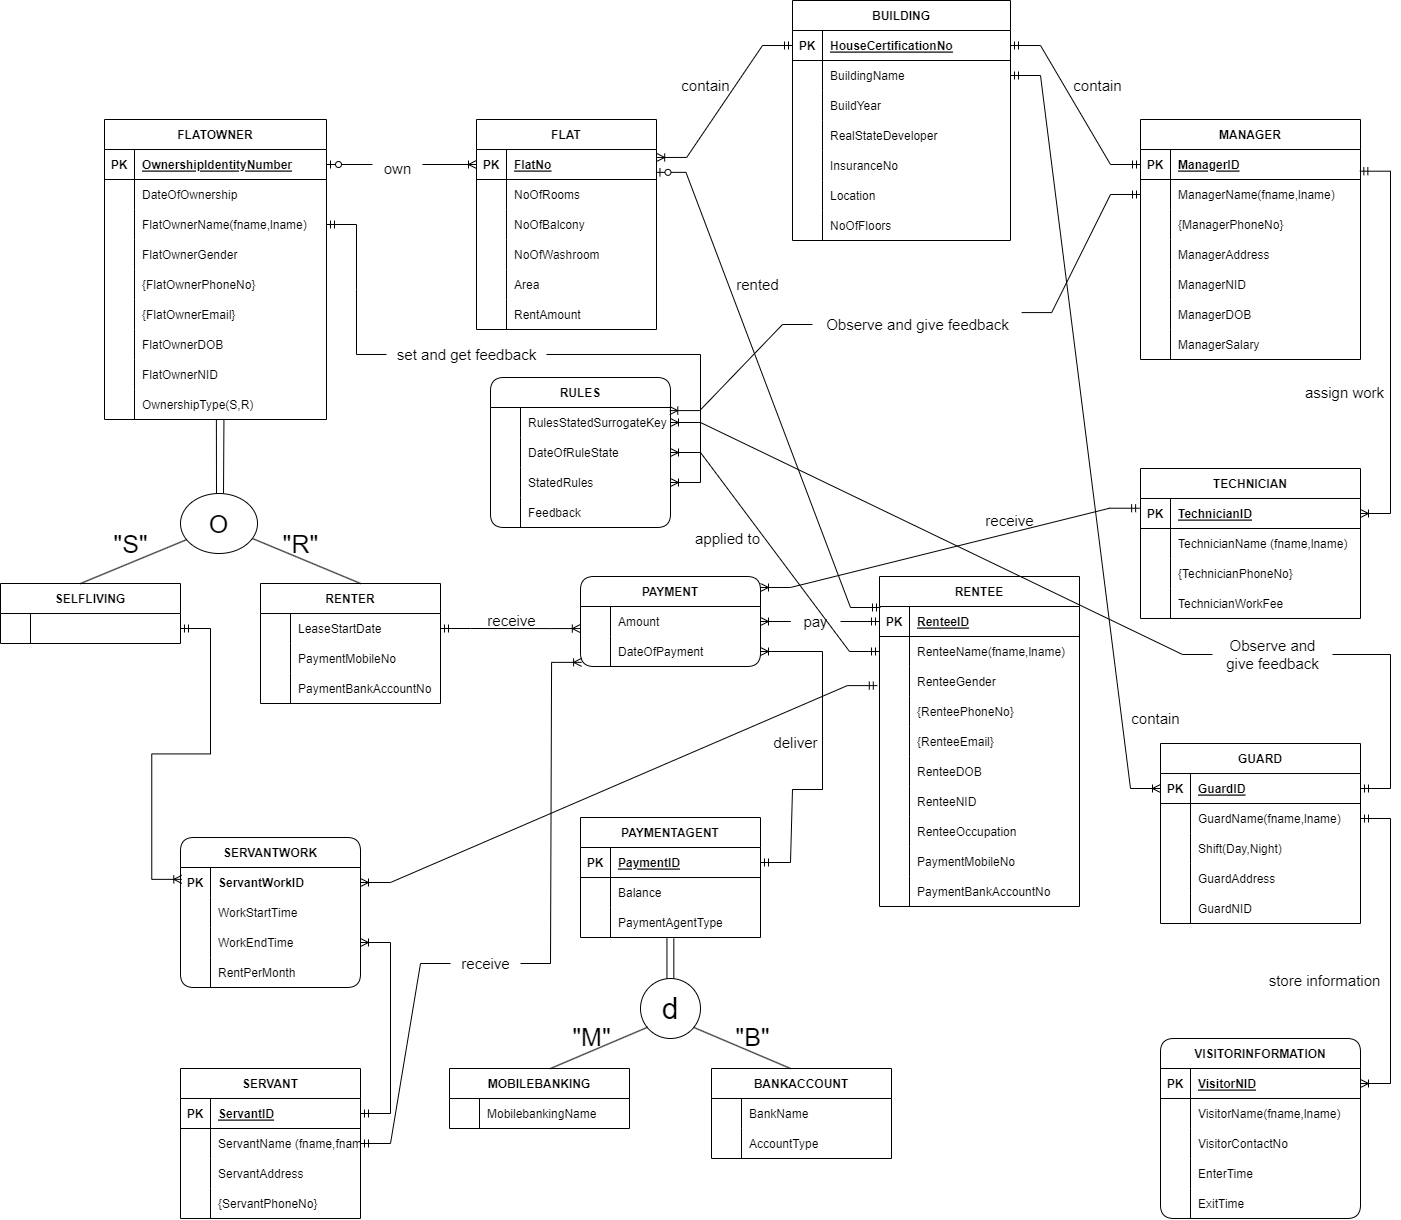 BUILDING
PK HouseCertificationNo
BuildingName
BuildYear
RealStateDeveloper
InsuranceNo
Location
NoOfFloors
contain
contain
FLATOWNER
PK OwnershipIdentityNumber
DateOfOwnership
FlatOwnerName(fname,lname)
FlatOwnerGender
{FlatOwnerPhoneNo}
{FlatOwnerEmail}
FlatOwnerDOB
FlatOwnerNID
OwnershipType(S,R)
own
FLAT
PK FlatNo
NoOfRooms
NoOfBalcony
NoOfWashroom
Area
RentAmount
MANAGER
PK ManagerID
ManagerName(fname,lname)
{ManagerPhoneNo}
ManagerAddress
ManagerNID
ManagerDOB
ManagerSalary
rented
Observe and give feedback
set and get feedback
assign work
RULES
RulesStatedSurrogateKey
DateOfRuleState
StatedRules
Feedback
TECHNICIAN
PK TechnicianID
TechnicianName (fname,lname)
{TechnicianPhoneNo}
TechnicianWorkFee
O
"S"
"R"
receive
applied to
SELFLIVING
RENTER
LeaseStartDate
PaymentMobileNo
PaymentBankAccountNo
receive
PAYMENT
Amount
DateOfPayment
pay
RENTEE
PK RenteeID
RenteeName(fname,lname)
RenteeGender
{RenteePhoneNo}
{RenteeEmail}
RenteeDOB
RenteeNID
RenteeOccupation
PaymentMobileNo
PaymentBankAccountNo
Observe and
give feedback
contain
deliver
GUARD
PK GuardID
GuardName(fname,lname)
Shift(Day,Night)
GuardAddress
GuardNID
SERVANTWORK
PK ServantWorkID
WorkStartTime
WorkEndTime
RentPerMonth
PAYMENTAGENT
PK PaymentID
Balance
PaymentAgentType
receive
store information
d
"M"
"B"
SERVANT
PK ServantID
ServantName (fname,fnam
ServantAddress
{ServantPhoneNo}
MOBILEBANKING
MobilebankingName
BANKACCOUNT
BankName
AccountType
VISITORINFORMATION
PK VisitorNID
VisitorName(fname,lname)
VisitorContactNo
EnterTime
ExitTime